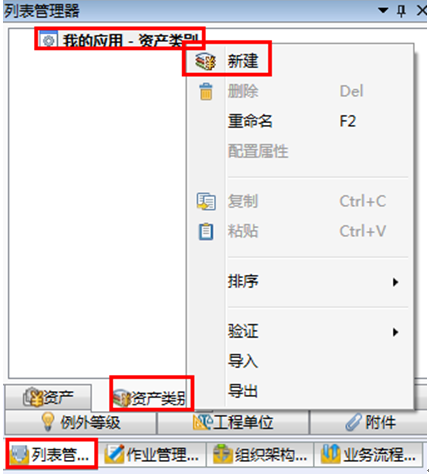 列表管理器
我的应用 - 资产类别
新建
删除 Del
重命名 F2
配置属性
复制 Ctrl+C
粘贴 Ctrl+V
排序
验证
导入
导出
资产 资产类别
例外等级 工程单位 附件
列表管... 作业管理... 组织架构... 业务流程...